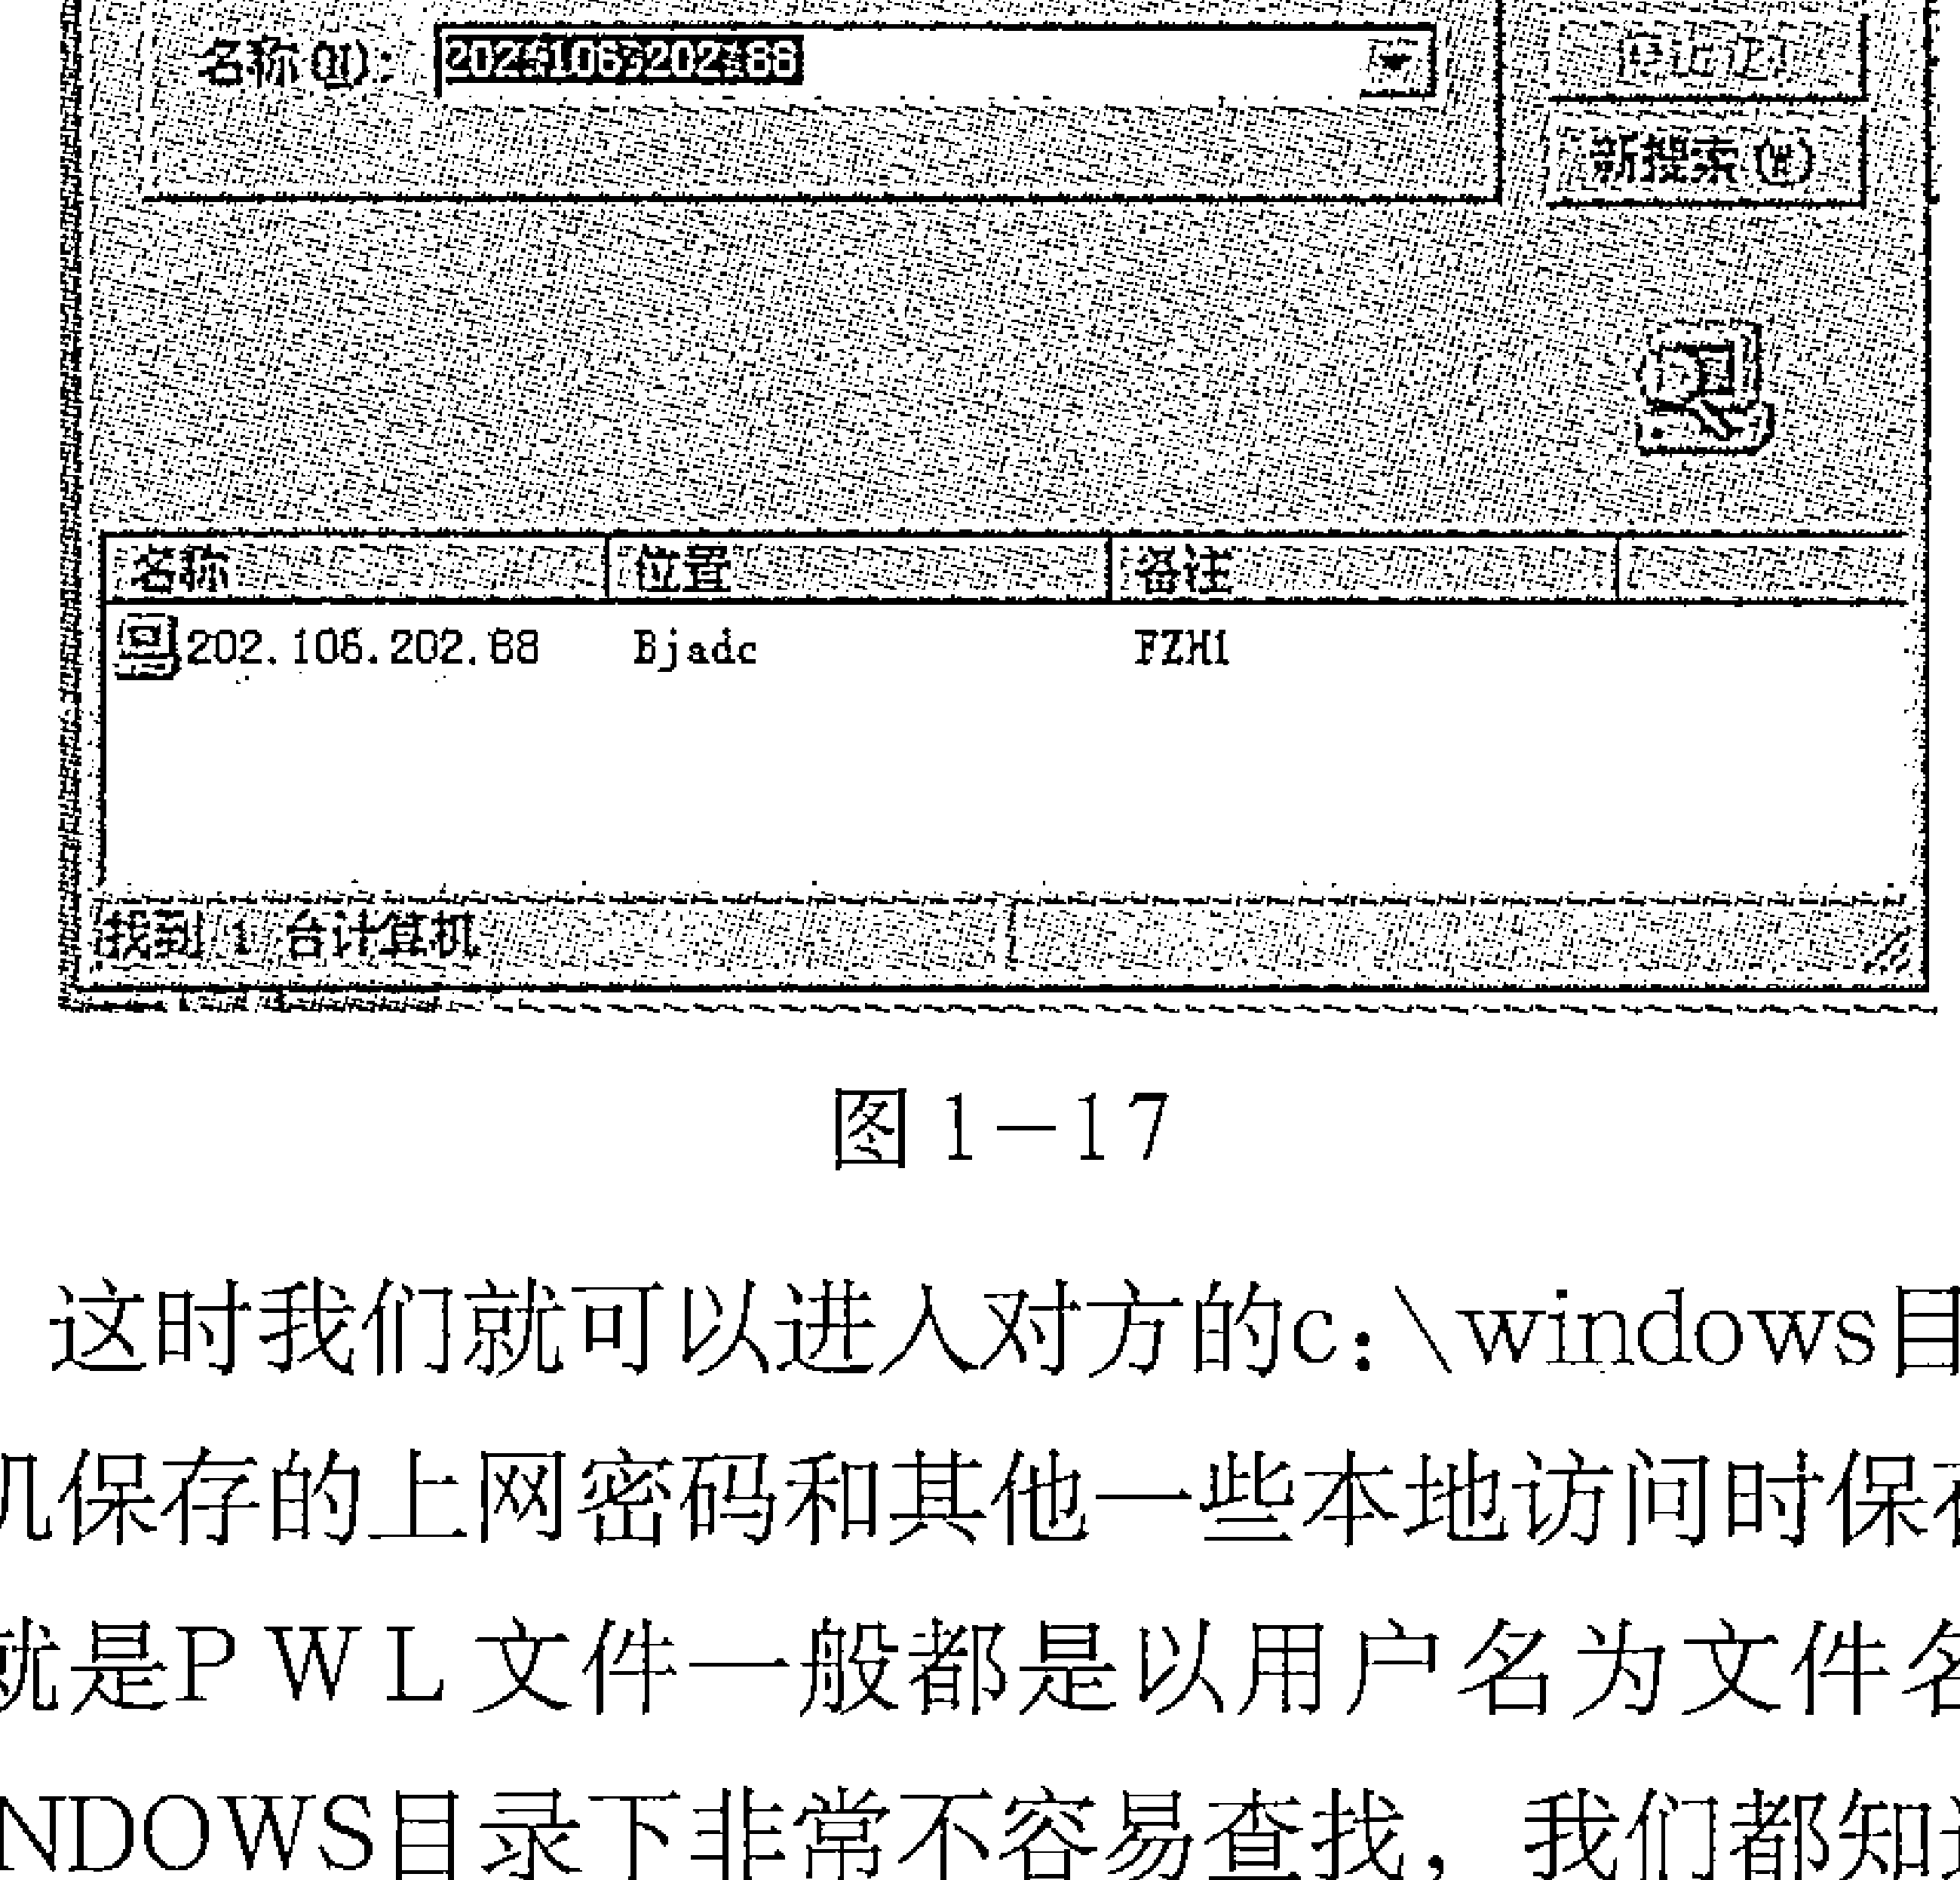 名称(N): 202.106.202.88
新搜索(W)
名称 位置 备注
202.106.202.88 Bjadc FZH1
找到 1 台计算机
图 1-17
这时我们就可以进入对方的c:\windows目
机保存的上网密码和其他一些本地访问时保存
就是PWL文件一般都是以用户名为文件名
NDOWS目录下非常不容易查找，我们都知道